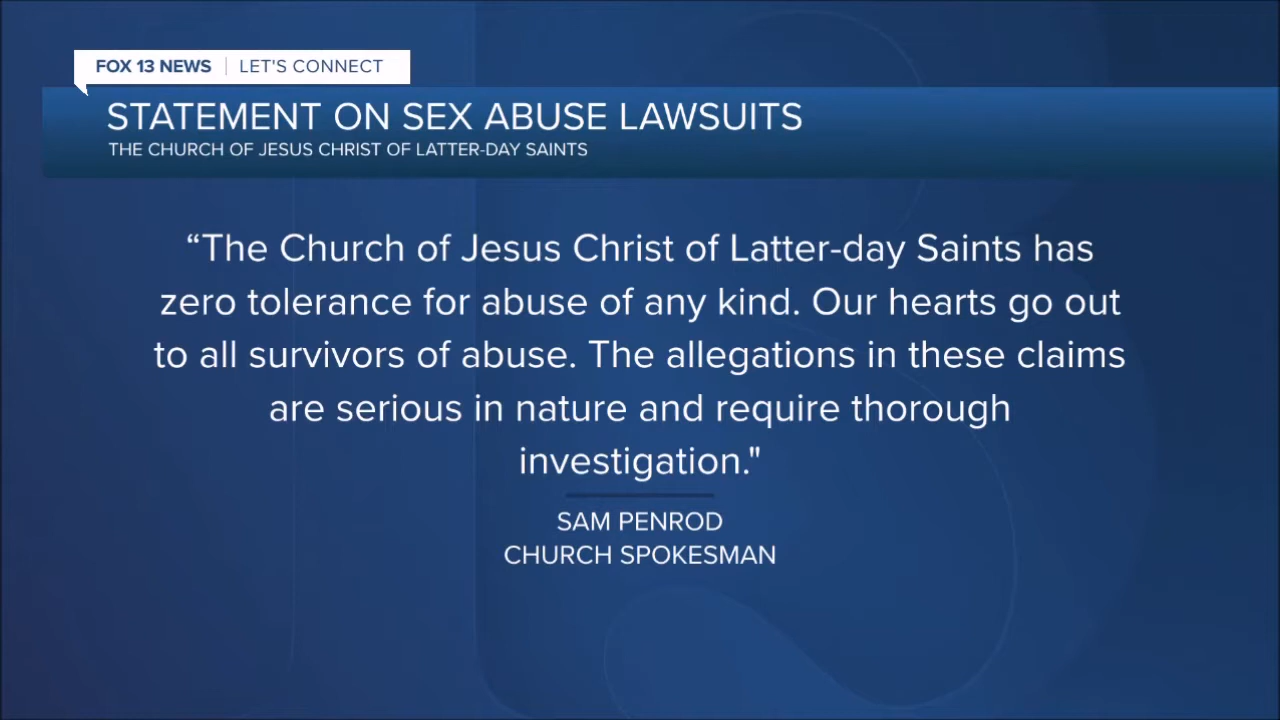 FOX 13 NEWS | LET'S CONNECT
STATEMENT ON SEX ABUSE LAWSUITS
THE CHURCH OF JESUS CHRIST OF LATTER-DAY SAINTS
“The Church of Jesus Christ of Latter-day Saints has
zero tolerance for abuse of any kind. Our hearts go out
to all survivors of abuse. The allegations in these claims
are serious in nature and require thorough
investigation."
SAM PENROD
CHURCH SPOKESMAN